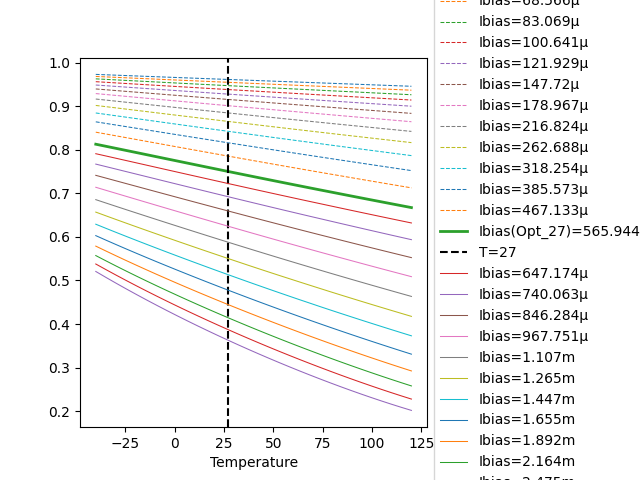 Ibias=68.566μ
Ibias=83.069μ
Ibias=100.641μ
Ibias=121.929μ
Ibias=147.72μ
Ibias=178.967μ
Ibias=216.824μ
Ibias=262.688μ
Ibias=318.254μ
Ibias=385.573μ
Ibias=467.133μ
Ibias(Opt_27)=565.944
T=27
Ibias=647.174μ
Ibias=740.063μ
Ibias=846.284μ
Ibias=967.751μ
Ibias=1.107m
Ibias=1.265m
Ibias=1.447m
Ibias=1.655m
Ibias=1.892m
Ibias=2.164m
1.0
0.9
0.8
0.7
0.6
0.5
0.4
0.3
0.2
−25
0
25
50
75
100
125
Temperature